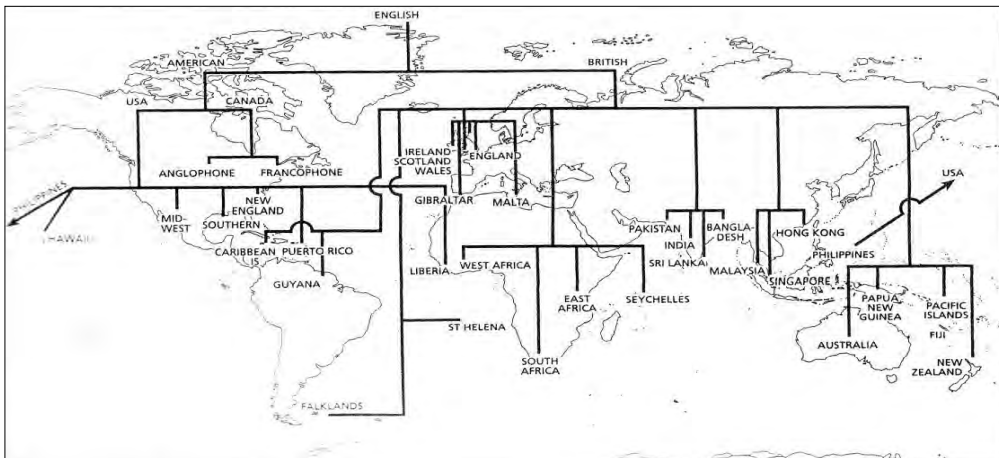 ENGLISH
AMERICAN
BRITISH
USA
CANADA
ANGLOPHONE
FRANCOPHONE
IRELAND
SCOTLAND
WALES
ENGLAND
GIBRALTAR
MALTA
PHILIPPINES
HAWAII
MID-
WEST
SOUTHERN
NEW
ENGLAND
CARIBBEAN
IS
PUERTO RICO
GUYANA
LIBERIA
WEST AFRICA
EAST
AFRICA
SEYCHELLES
SOUTH
AFRICA
ST HELENA
FALKLANDS
PAKISTAN
INDIA
SRI LANKA
BANGLA-
DESH
MALAYSIA
SINGAPORE
HONG KONG
PHILIPPINES
USA
PAPUA
NEW
GUINEA
PACIFIC
ISLANDS
FIJI
AUSTRALIA
NEW
ZEALAND